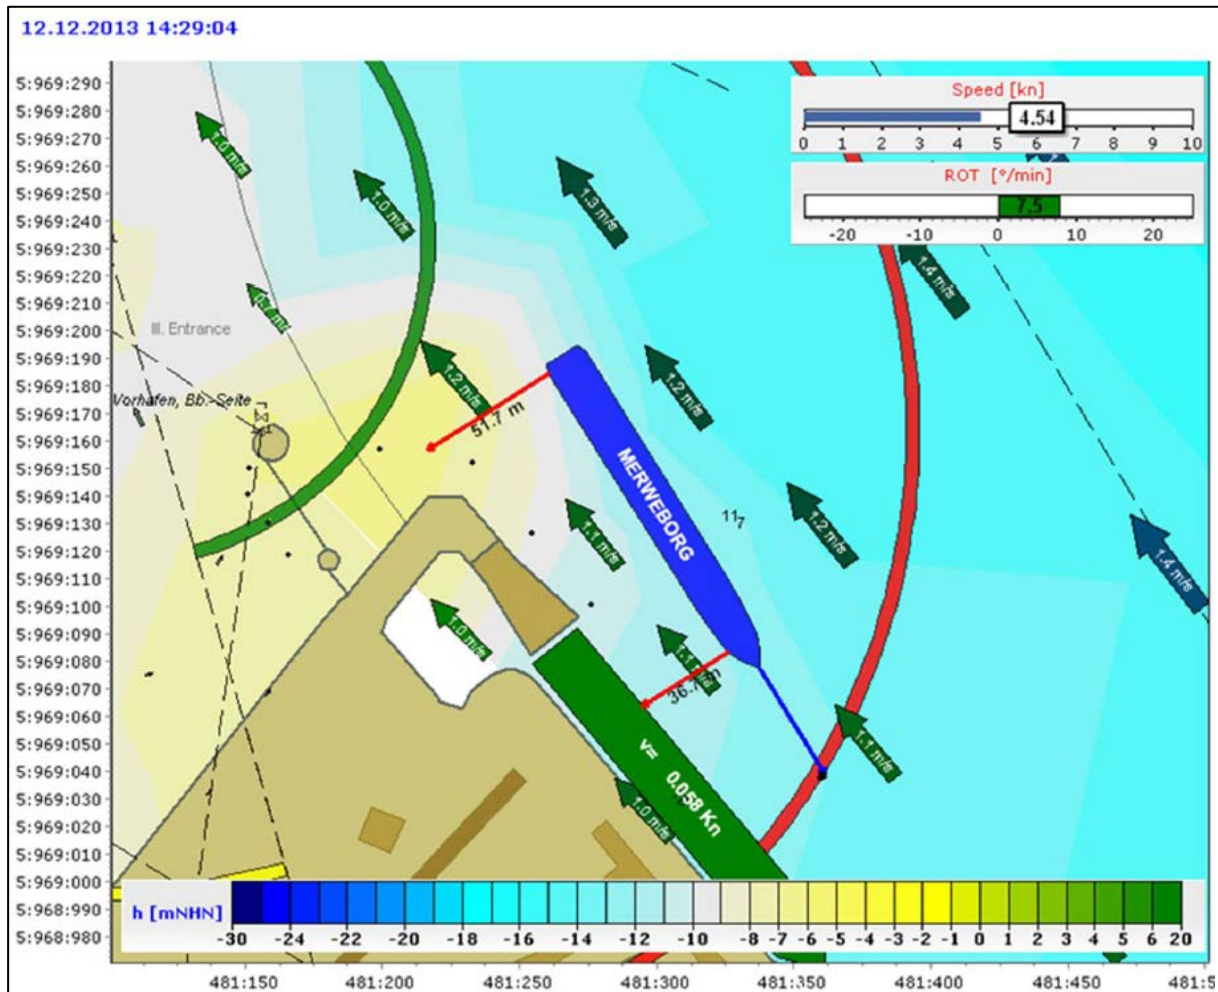 12.12.2013 14:29:04
Speed [kn]
4.54
0 1 2 3 4 5 6 7 8 9 10
ROT [°/min]
7.5
-20 -10 0 10 20
5:969:290
5:969:280
5:969:270
5:969:260
5:969:250
5:969:240
5:969:230
5:969:220
5:969:210
5:969:200
5:969:190
5:969:180
5:969:170
5:969:160
5:969:150
5:969:140
5:969:130
5:969:120
5:969:110
5:969:100
5:969:090
5:969:080
5:969:070
5:969:060
5:969:050
5:969:040
5:969:030
5:969:020
5:969:010
5:969:000
5:968:990
5:968:980
1.0 m/s
1.0 m/s
1.3 m/s
1.4 m/s
III. Entrance
Vorhafen, Bb.-Seite
1.2 m/s
51.7 m
1.2 m/s
MERWEBORG
117
1.1 m/s
1.2 m/s
1.4 m/s
1.0 m/s
1.1 m/s
v= 0.058 Kn
1.0 m/s
h [mNHN]
-30 -24 -22 -20 -18 -16 -14 -12 -10 -8 -7 -6 -5 -4 -3 -2 -1 0 1 2 3 4 5 6 20
481:150 481:200 481:250 481:300 481:350 481:400 481:450